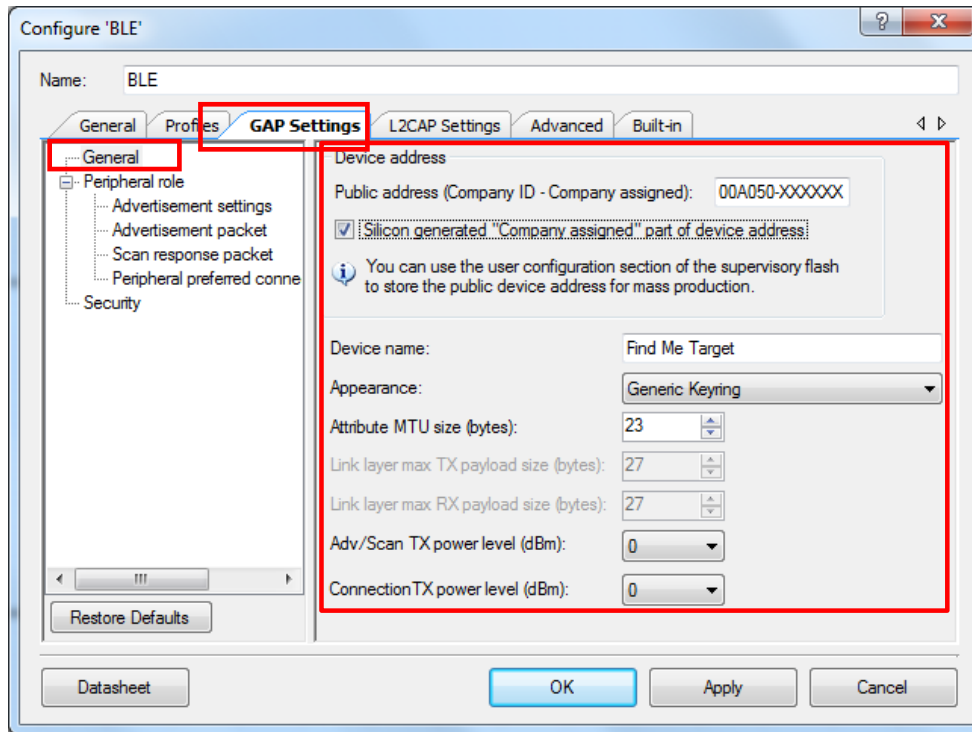 Configure 'BLE'
Name: BLE
General Profiles GAP Settings L2CAP Settings Advanced Built-in
General
Peripheral role
Advertisement settings
Advertisement packet
Scan response packet
Peripheral preferred conne
Security
Restore Defaults
Device address
Public address (Company ID - Company assigned): 00A050-XXXXXX
Silicon generated "Company assigned" part of device address
You can use the user configuration section of the supervisory flash
to store the public device address for mass production.
Device name: Find Me Target
Appearance: Generic Keyring
Attribute MTU size (bytes): 23
Link layer max TX payload size (bytes): 27
Link layer max RX payload size (bytes): 27
Adv/Scan TX power level (dBm): 0
Connection TX power level (dBm): 0
Datasheet OK Apply Cancel